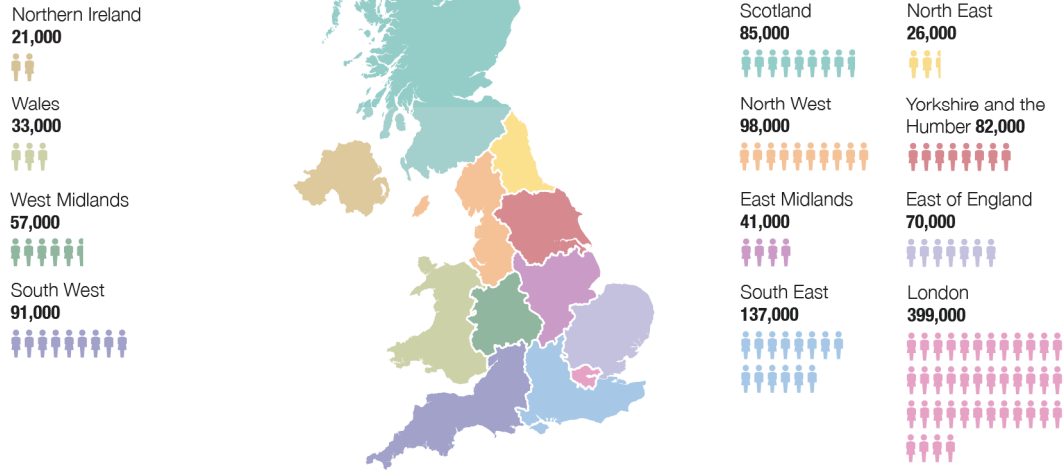 Northern Ireland
21,000
Wales
33,000
West Midlands
57,000
South West
91,000
Scotland
85,000
North West
98,000
East Midlands
41,000
South East
137,000
North East
26,000
Yorkshire and the
Humber 82,000
East of England
70,000
London
399,000